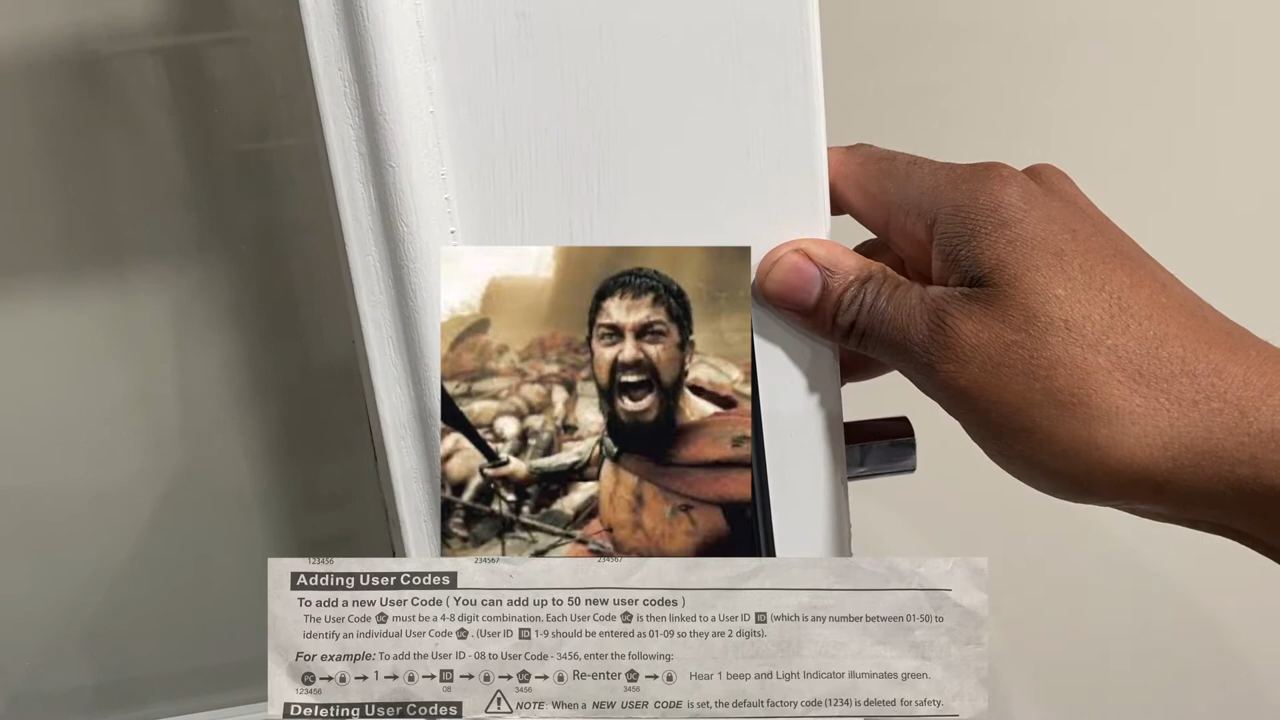 123456 234567 234567
Adding User Codes
To add a new User Code ( You can add up to 50 new user codes )
The User Code UC must be a 4-8 digit combination. Each User Code UC is then linked to a User ID ID (which is any number between 01-50) to
identify an individual User Code UC . (User ID ID 1-9 should be entered as 01-09 so they are 2 digits).
For example: To add the User ID - 08 to User Code - 3456, enter the following:
PC → → 1 → → ID → → UC → Re-enter UC → Hear 1 beep and Light Indicator illuminates green.
123456 08 3456 3456
Deleting User Codes ! NOTE: When a NEW USER CODE is set, the default factory code (1234) is deleted for safety.